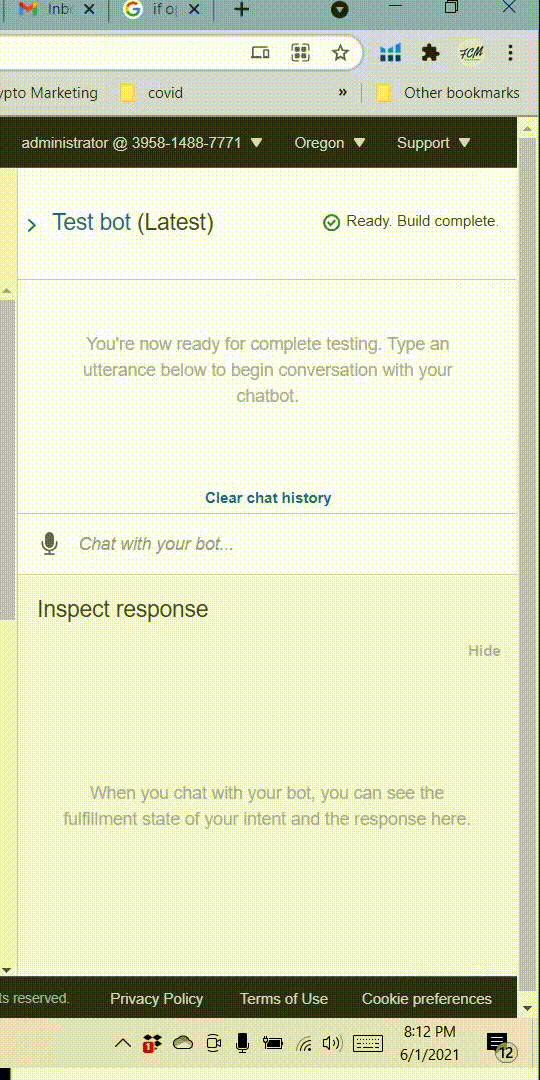 Inb
if o
ypto Marketing
covid
»
Other bookmarks
administrator @ 3958-1488-7771
Oregon
Support
Test bot (Latest)
Ready. Build complete.
You're now ready for complete testing. Type an
utterance below to begin conversation with your
chatbot.
Clear chat history
Chat with your bot...
Inspect response
Hide
When you chat with your bot, you can see the
fulfillment state of your intent and the response here.
ts reserved.
Privacy Policy
Terms of Use
Cookie preferences
8:12 PM
1
6/1/2021
12